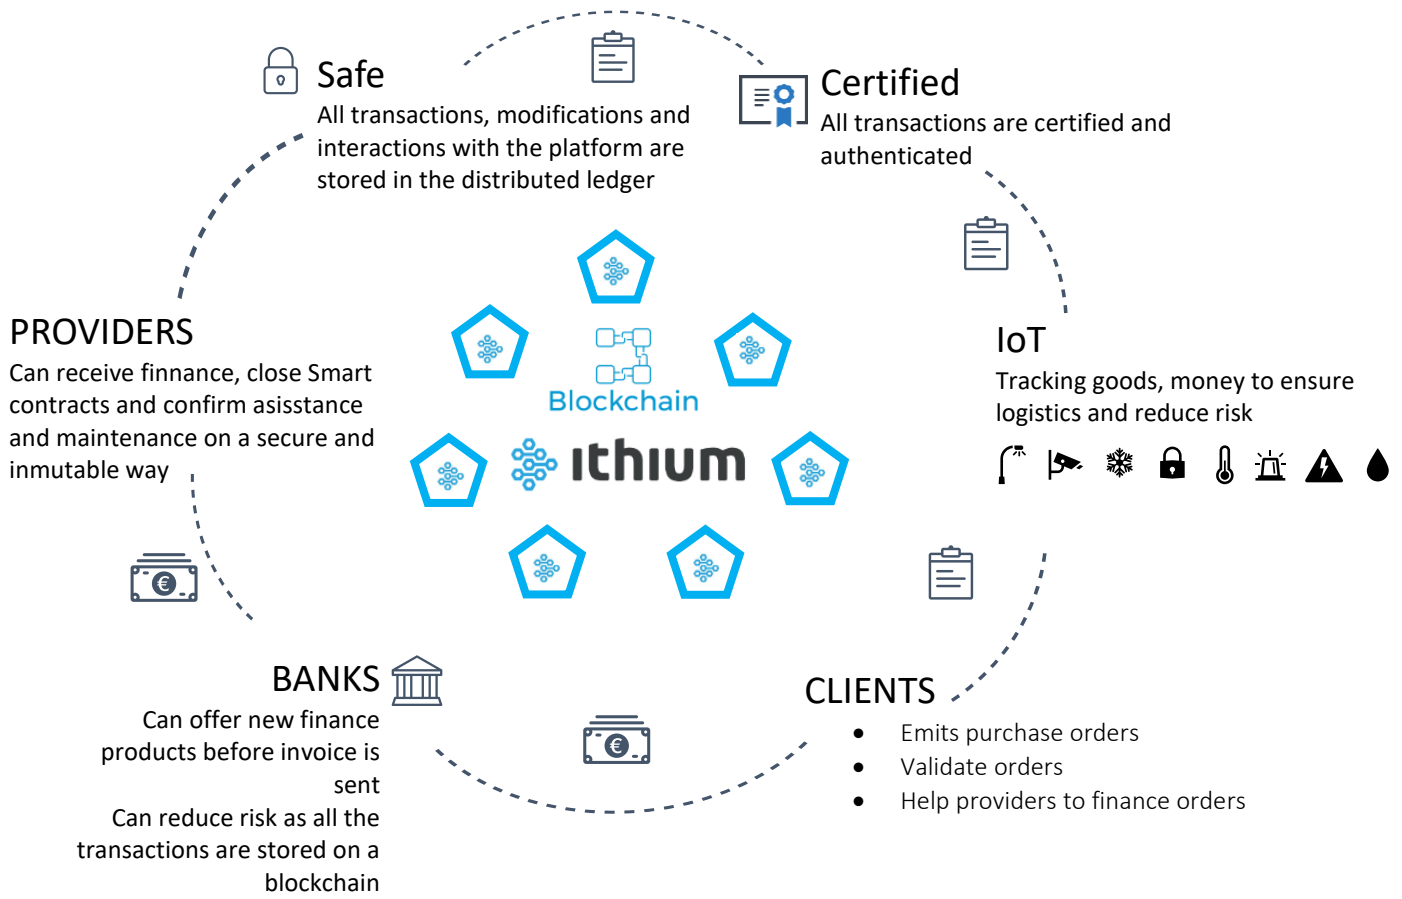 Safe
All transactions, modifications and
interactions with the platform are
stored in the distributed ledger
Certified
All transactions are certified and
authenticated
PROVIDERS
Can receive finnance, close Smart
contracts and confirm asisstance
and maintenance on a secure and
inmutable way
Blockchain
ithium
IoT
Tracking goods, money to ensure
logistics and reduce risk
BANKS
Can offer new finance
products before invoice is
sent
Can reduce risk as all the
transactions are stored on a
blockchain
CLIENTS
• Emits purchase orders
• Validate orders
• Help providers to finance orders